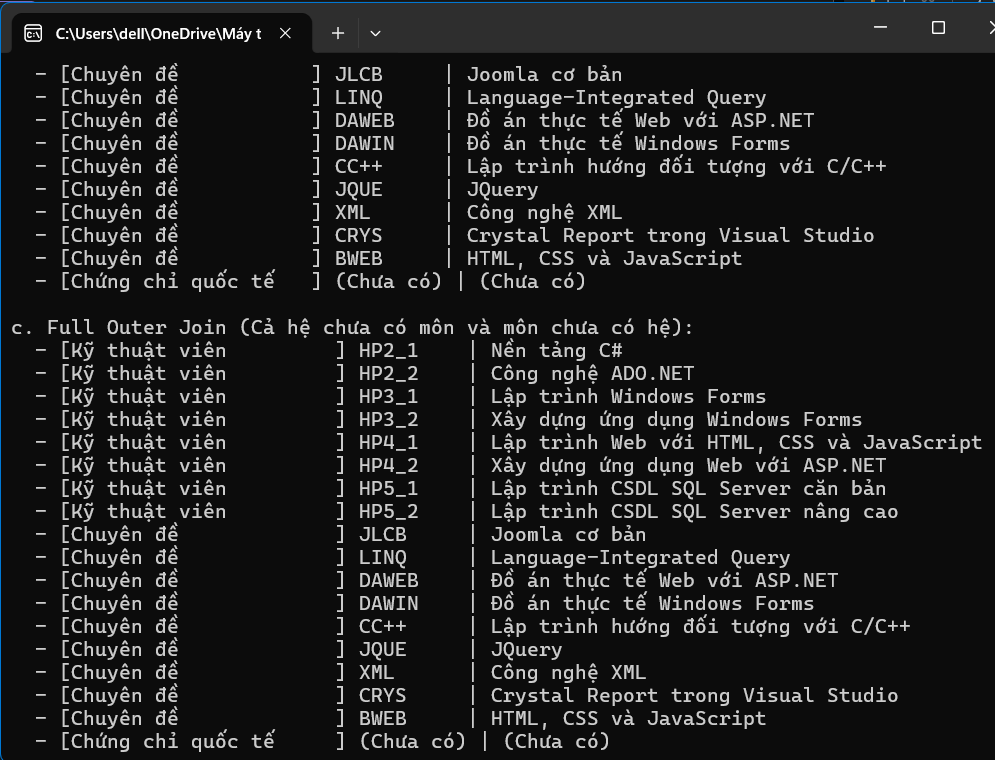 C:\Users\dell\OneDrive\Máy t
- [Chuyên đề ] JLCB | Joomla cơ bản
- [Chuyên đề ] LINQ | Language-Integrated Query
- [Chuyên đề ] DAWEB | Đồ án thực tế Web với ASP.NET
- [Chuyên đề ] DAWIN | Đồ án thực tế Windows Forms
- [Chuyên đề ] CC++ | Lập trình hướng đối tượng với C/C++
- [Chuyên đề ] JQUE | JQuery
- [Chuyên đề ] XML | Công nghệ XML
- [Chuyên đề ] CRYS | Crystal Report trong Visual Studio
- [Chuyên đề ] BWEB | HTML, CSS và JavaScript
- [Chứng chỉ quốc tế ] (Chưa có) | (Chưa có)
c. Full Outer Join (Cả hệ chưa có môn và môn chưa có hệ):
- [Kỹ thuật viên ] HP2_1 | Nền tảng C#
- [Kỹ thuật viên ] HP2_2 | Công nghệ ADO.NET
- [Kỹ thuật viên ] HP3_1 | Lập trình Windows Forms
- [Kỹ thuật viên ] HP3_2 | Xây dựng ứng dụng Windows Forms
- [Kỹ thuật viên ] HP4_1 | Lập trình Web với HTML, CSS và JavaScript
- [Kỹ thuật viên ] HP4_2 | Xây dựng ứng dụng Web với ASP.NET
- [Kỹ thuật viên ] HP5_1 | Lập trình CSDL SQL Server căn bản
- [Kỹ thuật viên ] HP5_2 | Lập trình CSDL SQL Server nâng cao
- [Chuyên đề ] JLCB | Joomla cơ bản
- [Chuyên đề ] LINQ | Language-Integrated Query
- [Chuyên đề ] DAWEB | Đồ án thực tế Web với ASP.NET
- [Chuyên đề ] DAWIN | Đồ án thực tế Windows Forms
- [Chuyên đề ] CC++ | Lập trình hướng đối tượng với C/C++
- [Chuyên đề ] JQUE | JQuery
- [Chuyên đề ] XML | Công nghệ XML
- [Chuyên đề ] CRYS | Crystal Report trong Visual Studio
- [Chuyên đề ] BWEB | HTML, CSS và JavaScript
- [Chứng chỉ quốc tế ] (Chưa có) | (Chưa có)